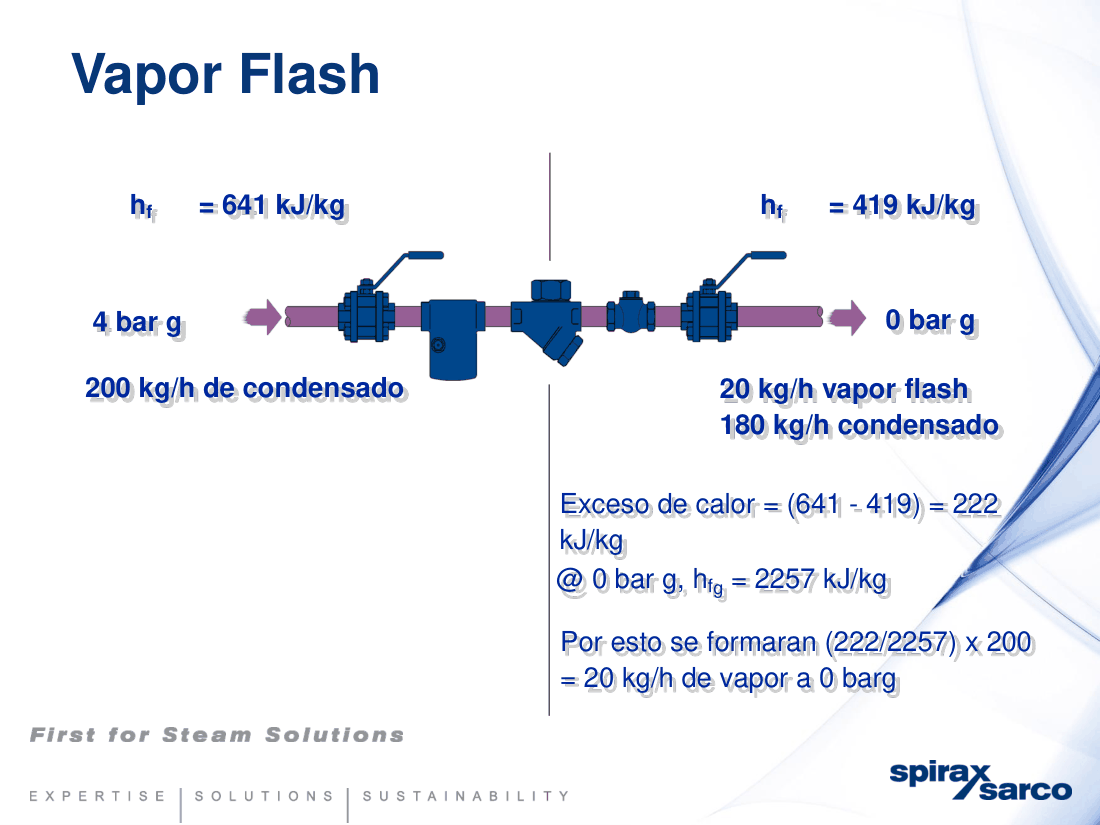 Vapor Flash
hf = 641 kJ/kg
hf = 419 kJ/kg
4 bar g
0 bar g
200 kg/h de condensado
20 kg/h vapor flash
180 kg/h condensado
Exceso de calor = (641 - 419) = 222
kJ/kg
@ 0 bar g, hfg = 2257 kJ/kg
Por esto se formaran (222/2257) x 200
= 20 kg/h de vapor a 0 barg
First for Steam Solutions
EXPERTISE SOLUTIONS SUSTAINABILITY
spirax
sarco